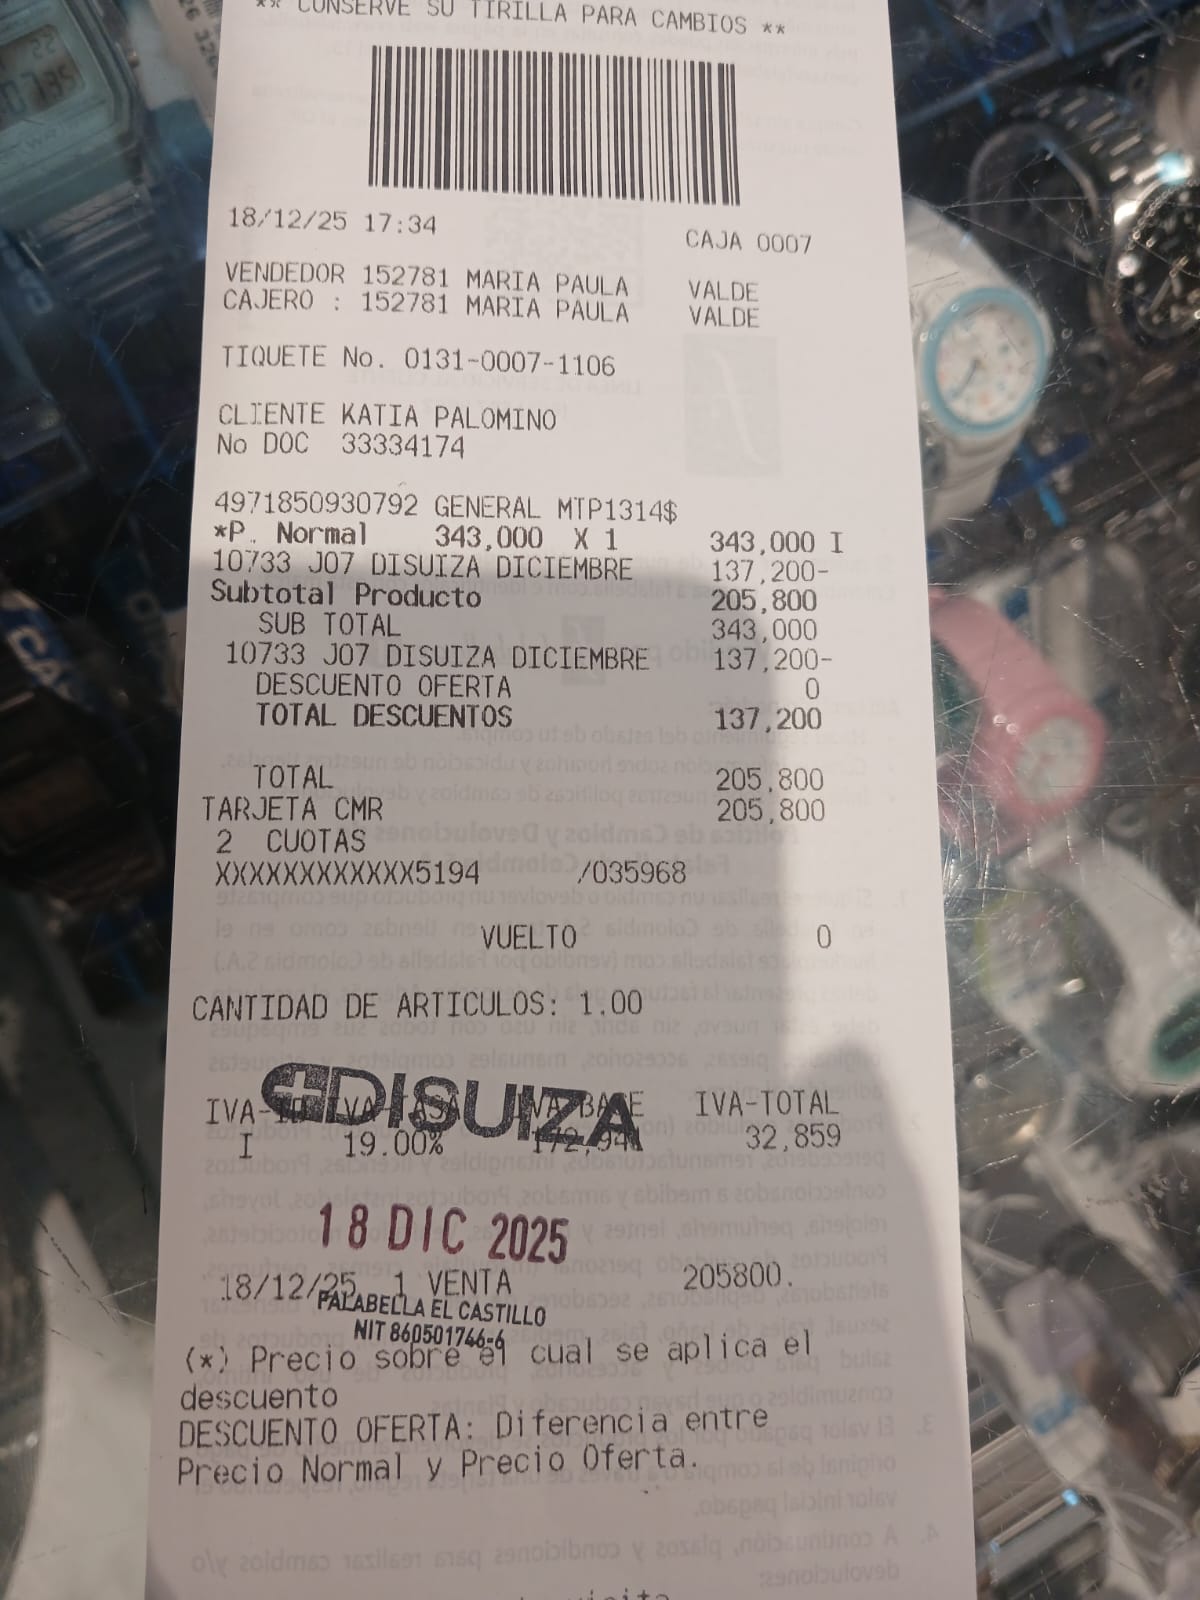 ** CONSERVE SU TIRILLA PARA CAMBIOS **
18/12/25 17:34 CAJA 0007
VENDEDOR 152781 MARIA PAULA VALDE
CAJERO : 152781 MARIA PAULA VALDE
TIQUETE No. 0131-0007-1106
CLIENTE KATIA PALOMINO
No DOC 33334174
4971850930792 GENERAL MTP1314$
*P. Normal 343,000 X 1 343,000 I
10733 J07 DISUIZA DICIEMBRE 137,200-
Subtotal Producto 205,800
SUB TOTAL 343,000
10733 J07 DISUIZA DICIEMBRE 137,200-
DESCUENTO OFERTA 0
TOTAL DESCUENTOS 137,200
TOTAL 205,800
TARJETA CMR 205,800
2 CUOTAS
XXXXXXXXXXXX5194 /035968
VUELTO 0
CANTIDAD DE ARTICULOS: 1.00
DISUIZA
IVA-BASE IVA-TOTAL
I 19.00% 32,859
18 DIC 2025
18/12/25 1 VENTA 205800.
FALABELLA EL CASTILLO
NIT 860501746-6
(*) Precio sobre el cual se aplica el
descuento
DESCUENTO OFERTA: Diferencia entre
Precio Normal y Precio Oferta.